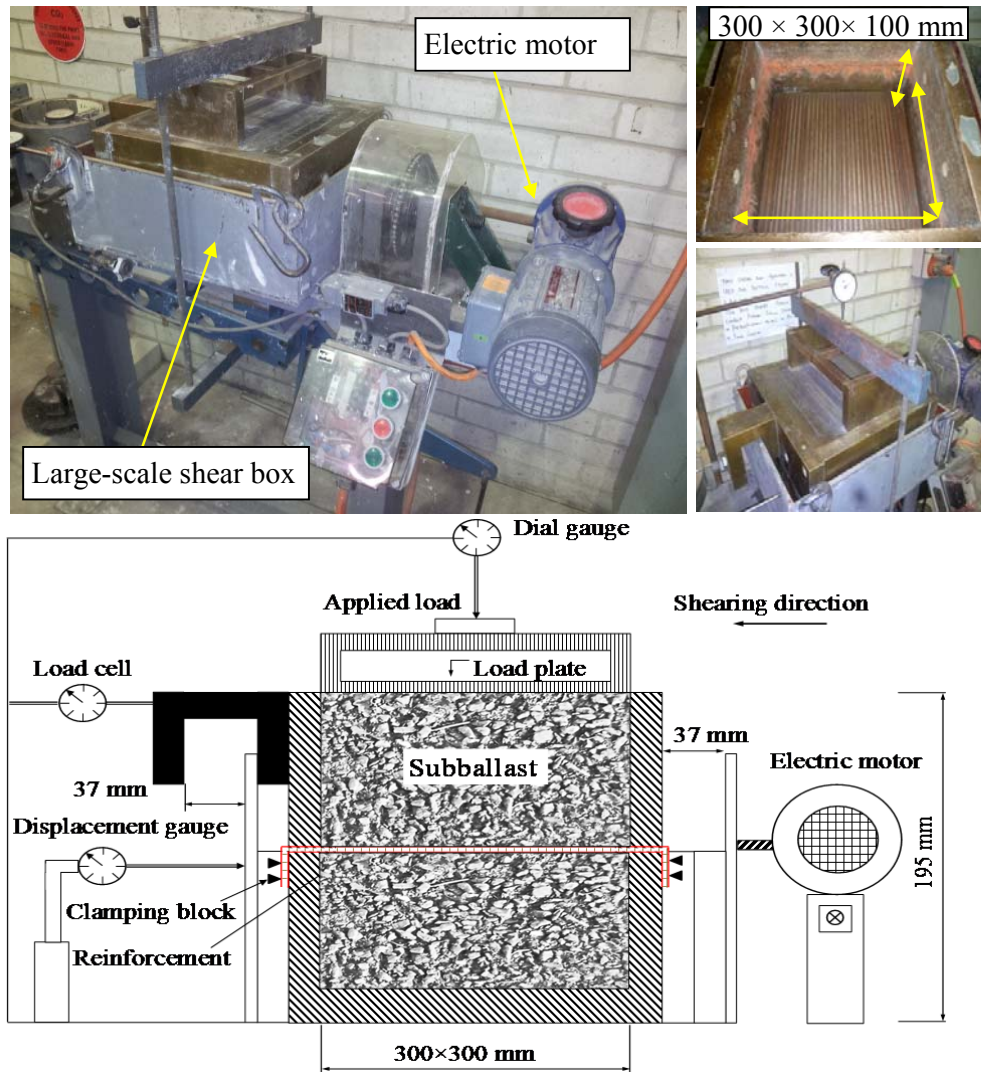 Electric motor
300 × 300× 100 mm
Large-scale shear box
Dial gauge
Applied load
Shearing direction
Load cell
Load plate
37 mm
Subballast
37 mm
Electric motor
Displacement gauge
195 mm
Clamping block
Reinforcement
300×300 mm